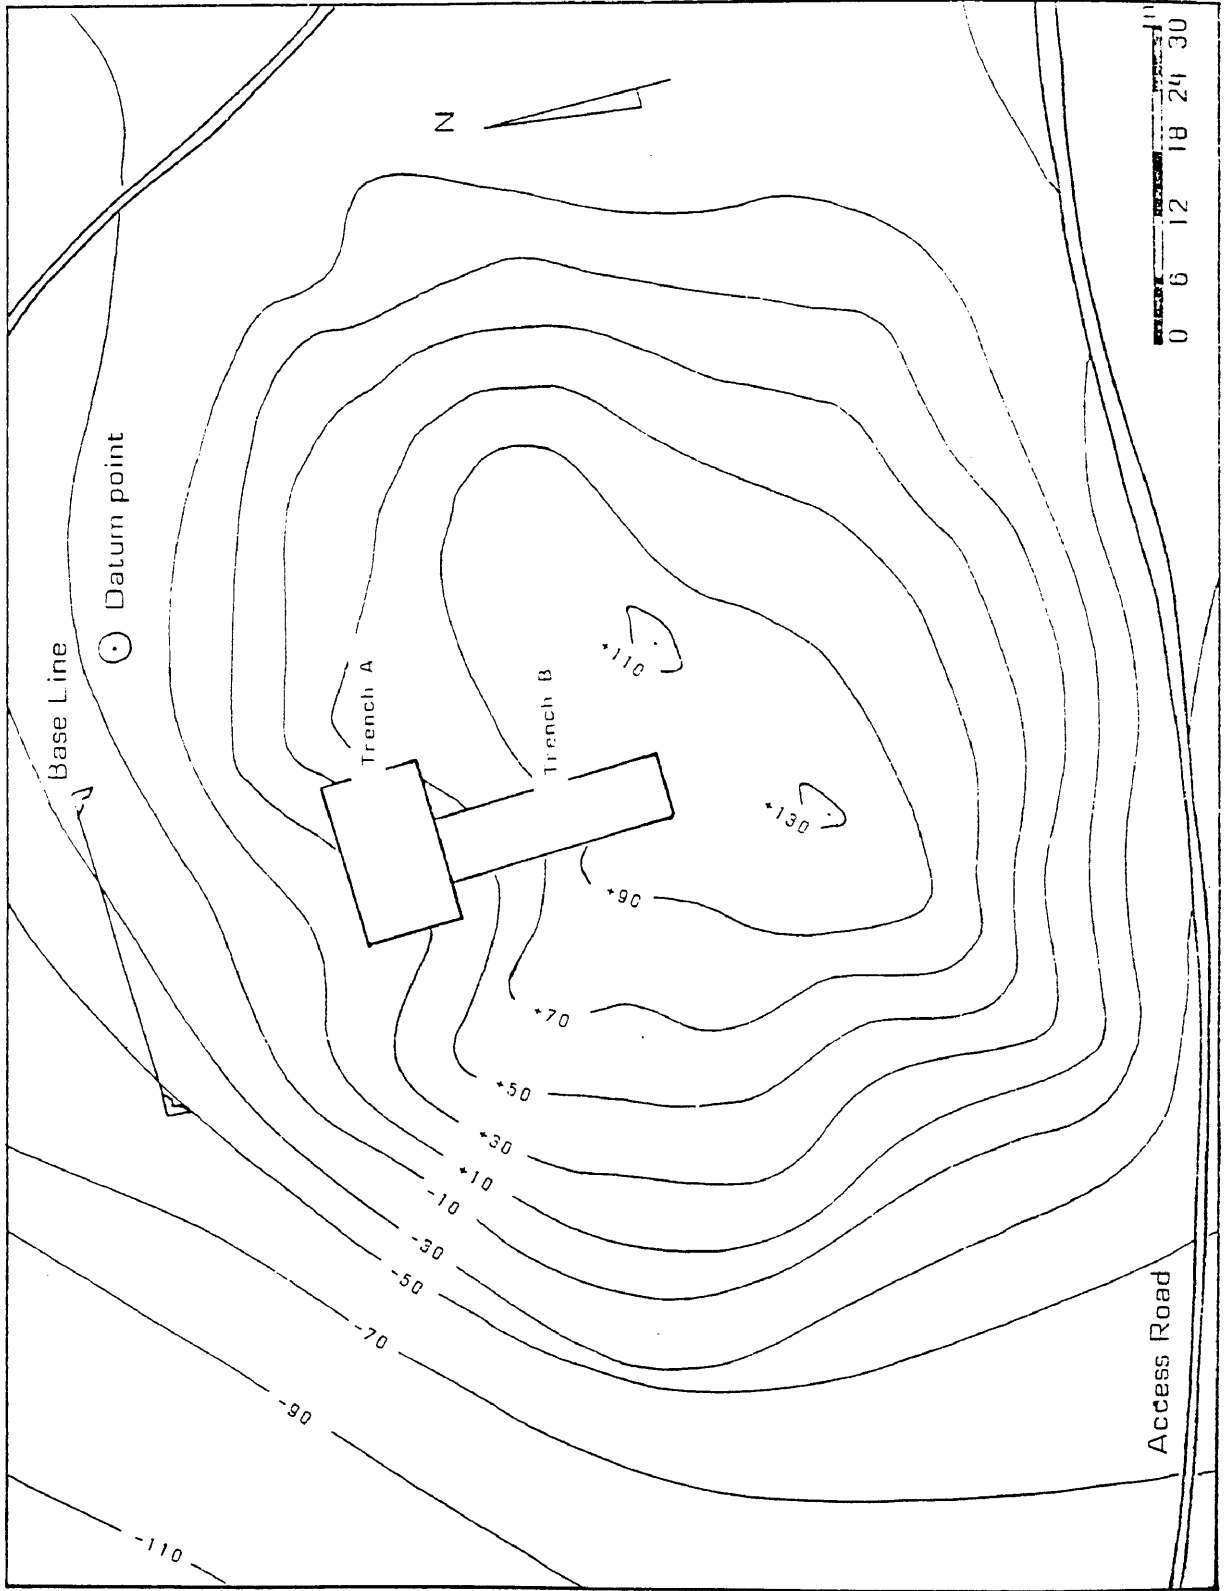 Base Line
Datum point
N
Trench A
Trench B
+110
+130
+90
+70
+50
+30
+10
-10
-30
-50
-70
-90
-110
Access Road
0 6 12 18 24 30
m